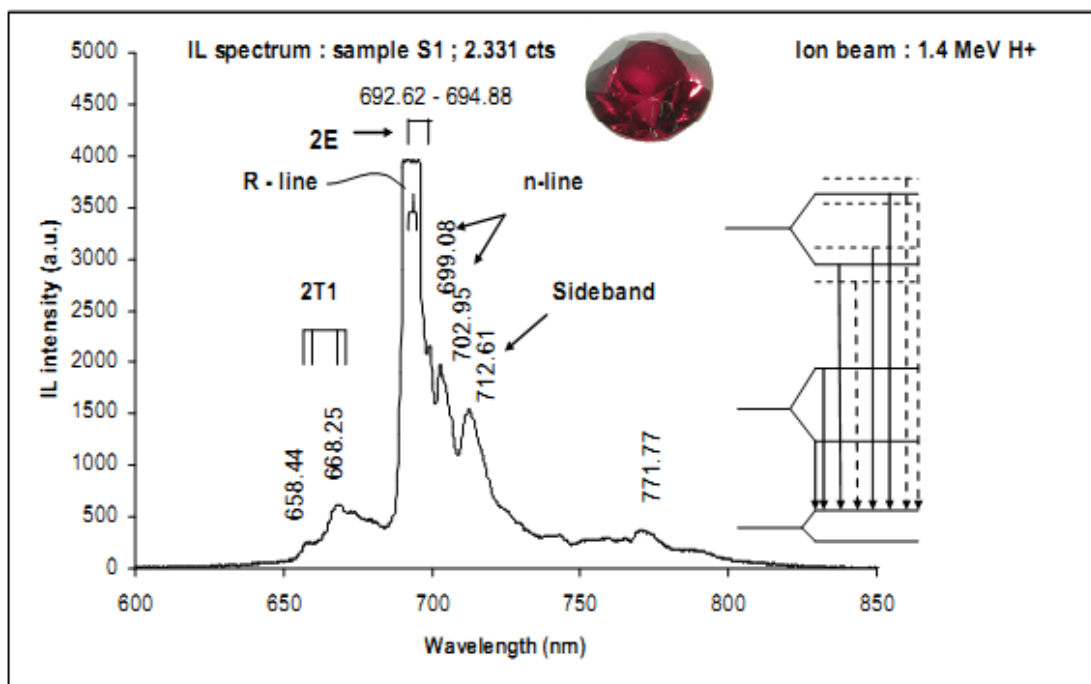 IL spectrum : sample S1 ; 2.331 cts
Ion beam : 1.4 MeV H+
692.62 - 694.88
2E
R - line
n-line
699.08
702.95
712.61
Sideband
2T1
658.44
668.25
771.77
IL intensity (a.u.)
5000
4500
4000
3500
3000
2500
2000
1500
1000
500
0
600
650
700
750
800
850
Wavelength (nm)